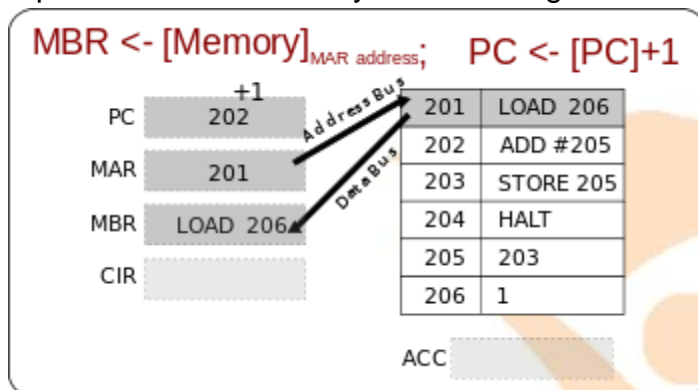 MBR <- [Memory]MAR address; PC <- [PC]+1
+1
PC 202
Address Bus
MAR 201
Data Bus
MBR LOAD 206
CIR
201 LOAD 206
202 ADD #205
203 STORE 205
204 HALT
205 203
206 1
ACC